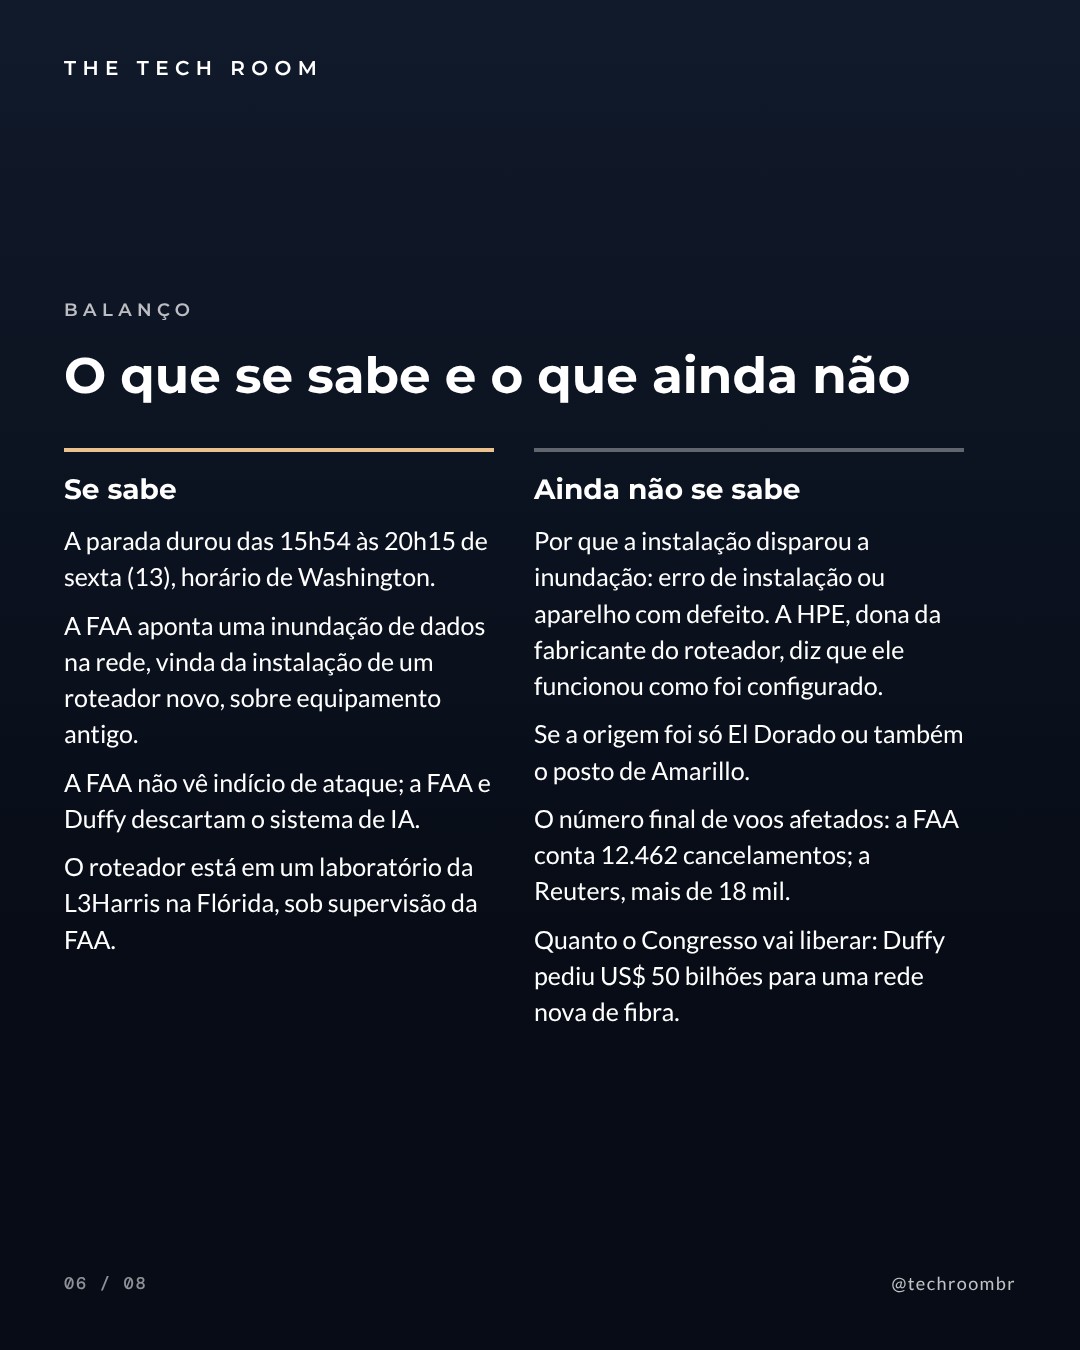 THE TECH ROOM
BALANÇO
O que se sabe e o que ainda não
Se sabe
A parada durou das 15h54 às 20h15 de
sexta (13), horário de Washington.
A FAA aponta uma inundação de dados
na rede, vinda da instalação de um
roteador novo, sobre equipamento
antigo.
A FAA não vê indício de ataque; a FAA e
Duffy descartam o sistema de IA.
O roteador está em um laboratório da
L3Harris na Flórida, sob supervisão da
FAA.
Ainda não se sabe
Por que a instalação disparou a
inundação: erro de instalação ou
aparelho com defeito. A HPE, dona da
fabricante do roteador, diz que ele
funcionou como foi configurado.
Se a origem foi só El Dorado ou também
o posto de Amarillo.
O número final de voos afetados: a FAA
conta 12.462 cancelamentos; a
Reuters, mais de 18 mil.
Quanto o Congresso vai liberar: Duffy
pediu US$ 50 bilhões para uma rede
nova de fibra.
06 / 08
@techroombr